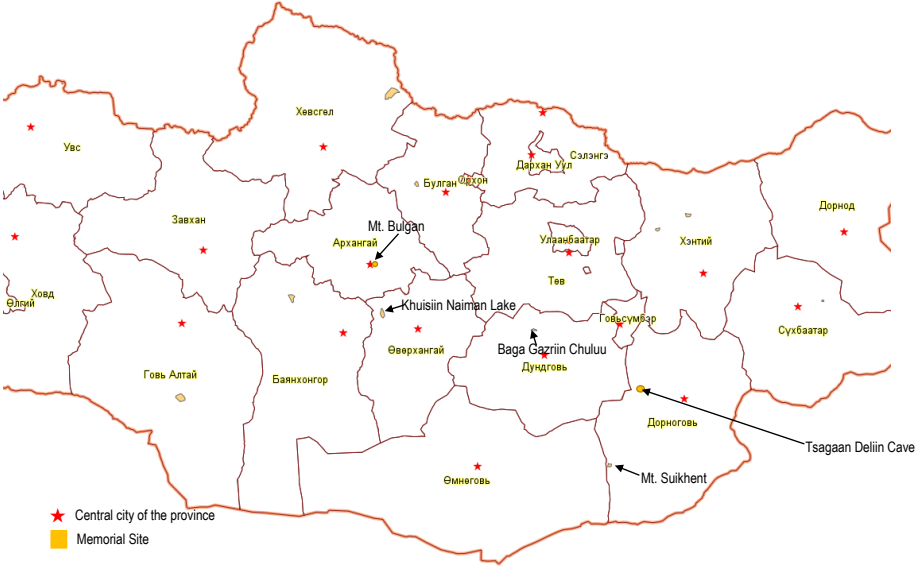 Хөвсгөл
Увс
Сэлэнгэ
Дархан Уул
Булган
Орхон
Завхан
Дорнод
Mt. Bulgan
Архангай
Улаанбаатар
Хэнтий
Төв
Ховд
Өлгий
Khuisiin Naiman Lake
Говьсүмбэр
Сүхбаатар
Өвөрхангай
Baga Gazriin Chuluu
Дундговь
Говь Алтай
Баянхонгор
Дорноговь
Tsagaan Deliin Cave
Mt. Suikhent
Өмнөговь
Central city of the province
Memorial Site